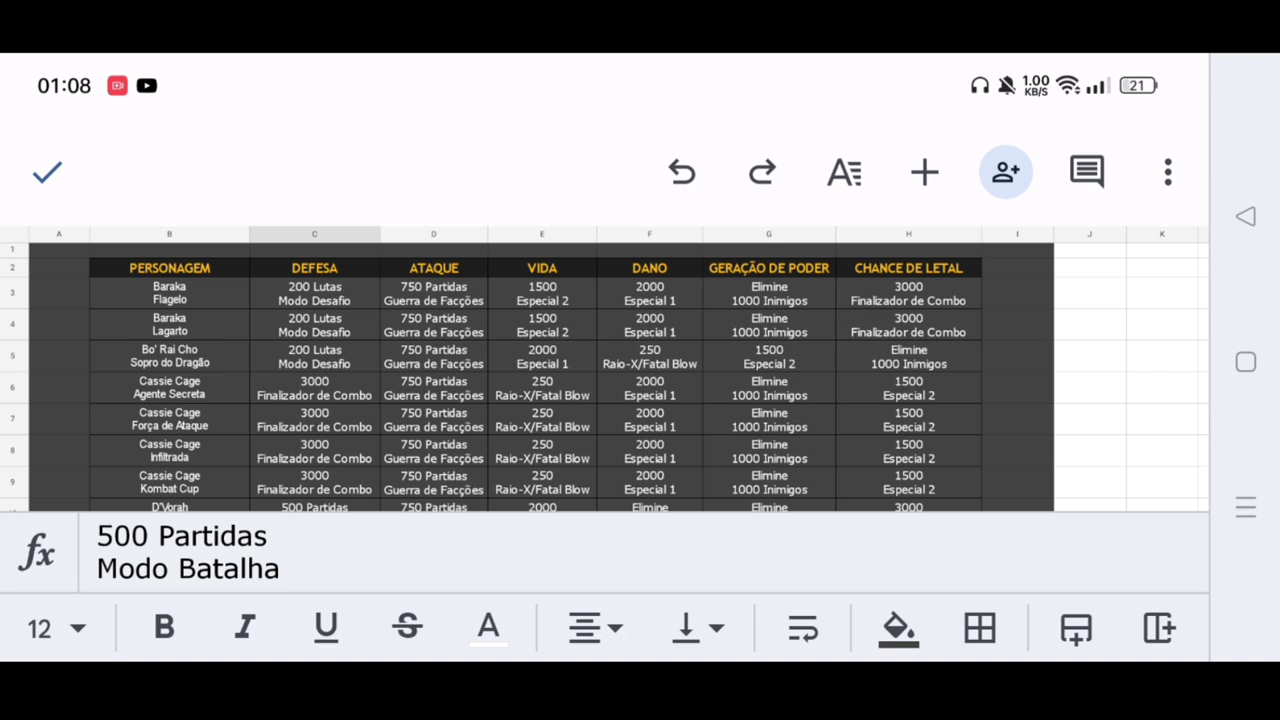 01:08
1.00
KB/S
21
A B C D E F G H I J K
1
2 PERSONAGEM DEFESA ATAQUE VIDA DANO GERAÇÃO DE PODER CHANCE DE LETAL
3 Baraka 200 Lutas 750 Partidas 1500 2000 Elimine 3000
Flagelo Modo Desafio Guerra de Facções Especial 2 Especial 1 1000 Inimigos Finalizador de Combo
4 Baraka 200 Lutas 750 Partidas 1500 2000 Elimine 3000
Lagarto Modo Desafio Guerra de Facções Especial 2 Especial 1 1000 Inimigos Finalizador de Combo
5 Bo' Rai Cho 200 Lutas 750 Partidas 2000 250 1500 Elimine
Sopro do Dragão Modo Desafio Guerra de Facções Especial 1 Raio-X/Fatal Blow Especial 2 1000 Inimigos
6 Cassie Cage 3000 750 Partidas 250 2000 Elimine 1500
Agente Secreta Finalizador de Combo Guerra de Facções Raio-X/Fatal Blow Especial 1 1000 Inimigos Especial 2
7 Cassie Cage 3000 750 Partidas 250 2000 Elimine 1500
Força de Ataque Finalizador de Combo Guerra de Facções Raio-X/Fatal Blow Especial 1 1000 Inimigos Especial 2
8 Cassie Cage 3000 750 Partidas 250 2000 Elimine 1500
Infiltrada Finalizador de Combo Guerra de Facções Raio-X/Fatal Blow Especial 1 1000 Inimigos Especial 2
9 Cassie Cage 3000 750 Partidas 250 2000 Elimine 1500
Kombat Cup Finalizador de Combo Guerra de Facções Raio-X/Fatal Blow Especial 1 1000 Inimigos Especial 2
D'Vorah 500 Partidas 750 Partidas 2000 Elimine Elimine 3000
fx 500 Partidas
Modo Batalha
12 B I U S A